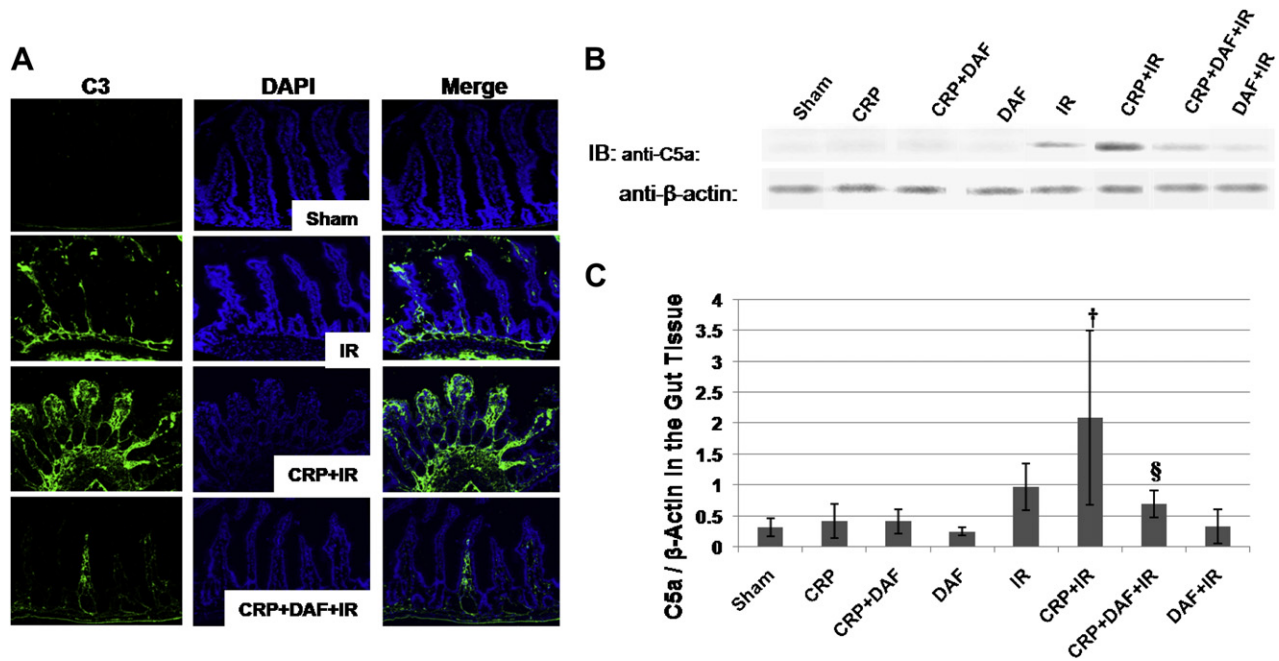 A
C3 DAPI Merge
Sham
IR
CRP+IR
CRP+DAF+IR
B
Sham CRP CRP+DAF DAF IR CRP+IR CRP+DAF+IR DAF+IR
IB: anti-C5a:
anti-β-actin:
C
C5a / β-Actin in the Gut Tissue
4
3.5
3
2.5
2
1.5
1
0.5
0
†
§
Sham CRP CRP+DAF DAF IR CRP+IR CRP+DAF+IR DAF+IR